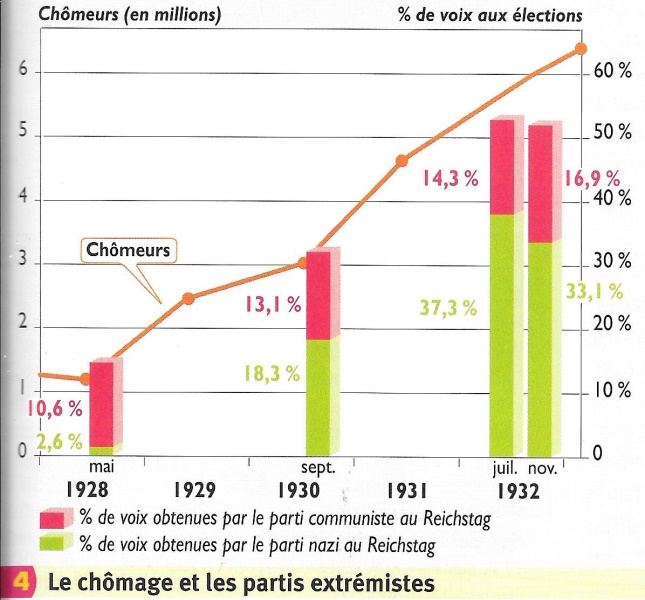 Chômeurs (en millions)
% de voix aux élections
6
60 %
5
50 %
14,3 %
16,9 %
4
40 %
Chômeurs
3
30 %
13,1 %
37,3 %
33,1 %
2
20 %
18,3 %
1
10 %
10,6 %
2,6 %
0
0
mai
sept.
juil.
nov.
1928
1929
1930
1931
1932
% de voix obtenues par le parti communiste au Reichstag
% de voix obtenues par le parti nazi au Reichstag
4 Le chômage et les partis extrémistes